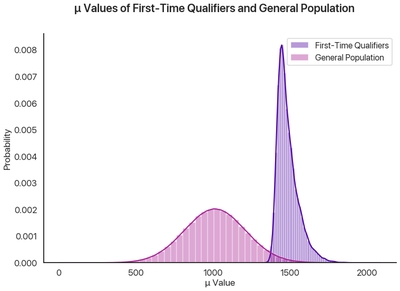 μ Values of First-Time Qualifiers and General Population
First-Time Qualifiers
General Population
0.008
0.007
0.006
0.005
0.004
0.003
0.002
0.001
0.000
Probability
0 500 1000 1500 2000
μ Value